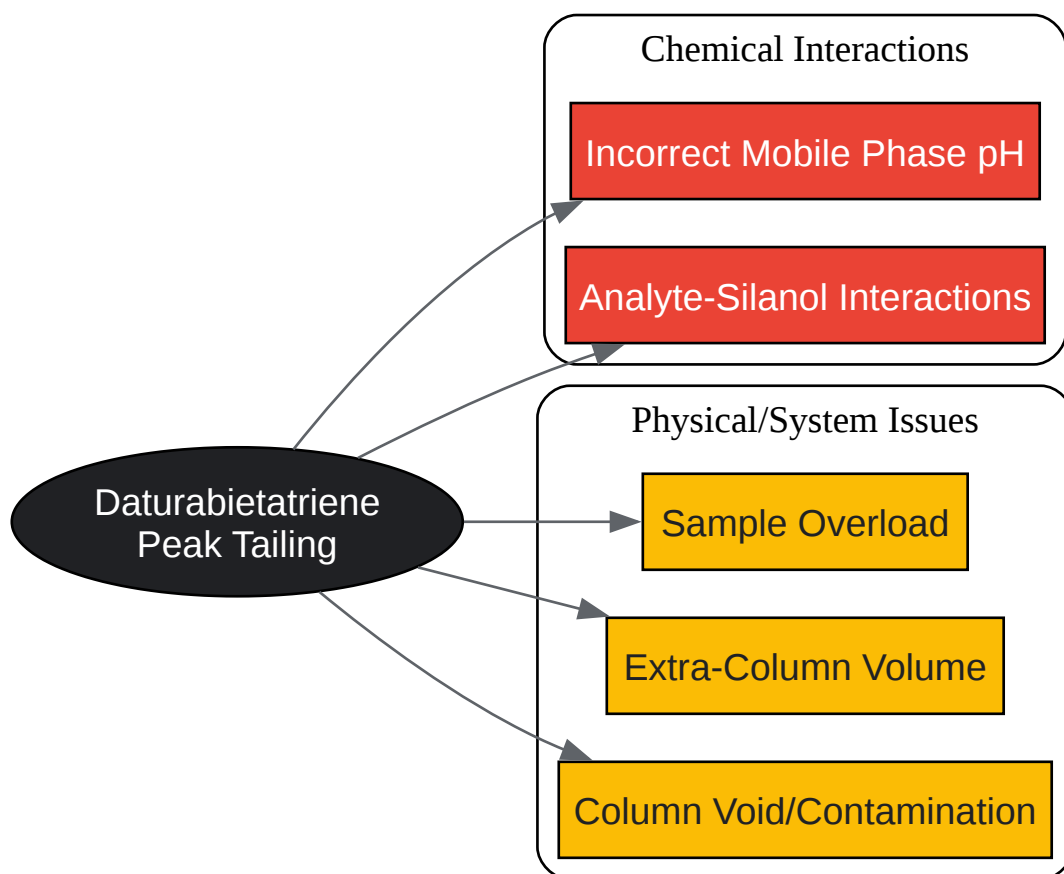 Chemical Interactions
Incorrect Mobile Phase pH
Analyte-Silanol Interactions
Physical/System Issues
Daturabietatriene
Peak Tailing
Sample Overload
Extra-Column Volume
Column Void/Contamination